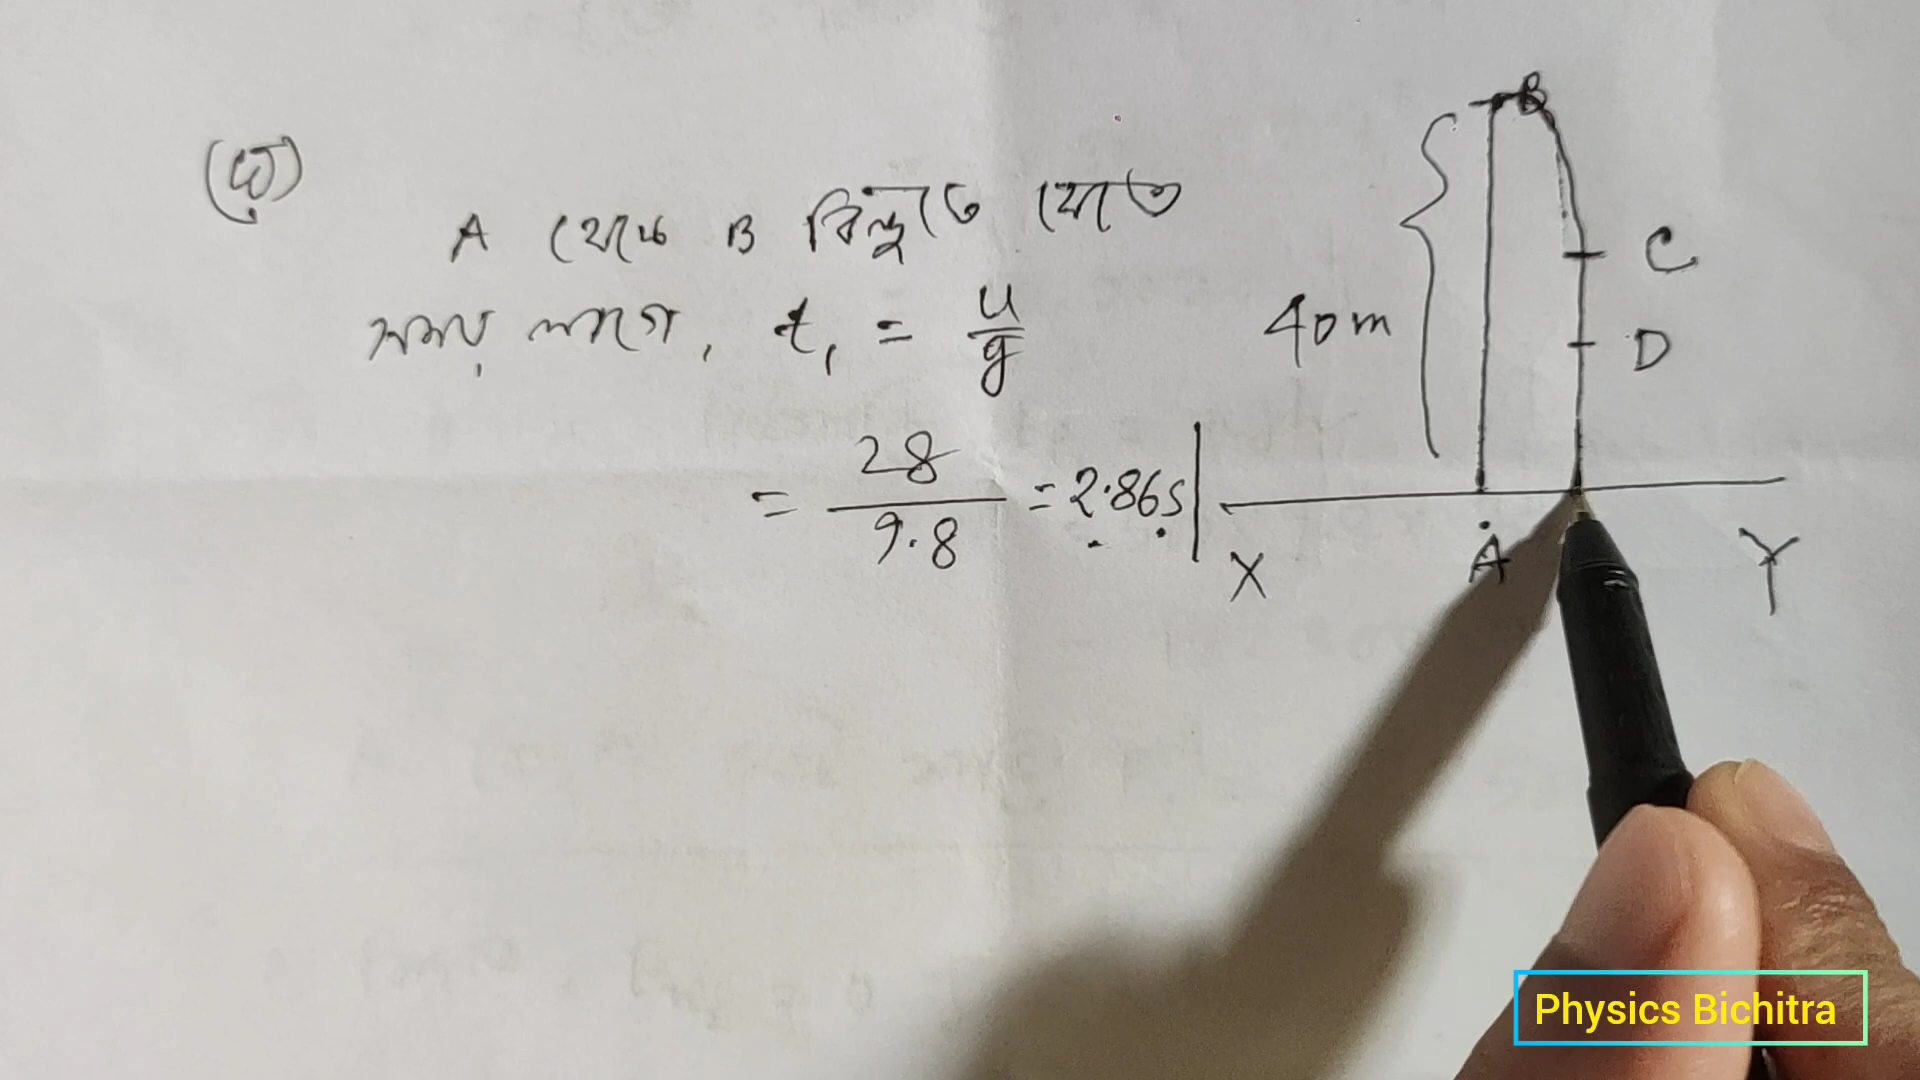 (ঘ)
A থেকে B বিন্দুতে যেতে
সময় লাগে, t₁ = u/g
= 28/9.8 = 2.86s
B
C
40m
D
X A Y
Physics Bichitra